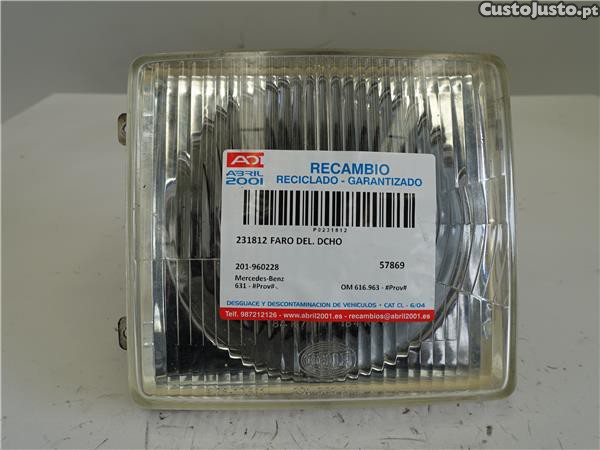 CustoJusto.pt
ADI
ABRIL
2001
RECAMBIO
RECICLADO - GARANTIZADO
P0231812
231812 FARO DEL. DCHO
201-960228
57869
Mercedes-Benz
631 - #Prov#-.
OM 616.963 - #Prov#
DESGUACE Y DESCONTAMINACION DE VEHICULOS • CAT CL - 6/04
Telf. 987212126 - www.abril2001.es - recambios@abril2001.es
HELLA